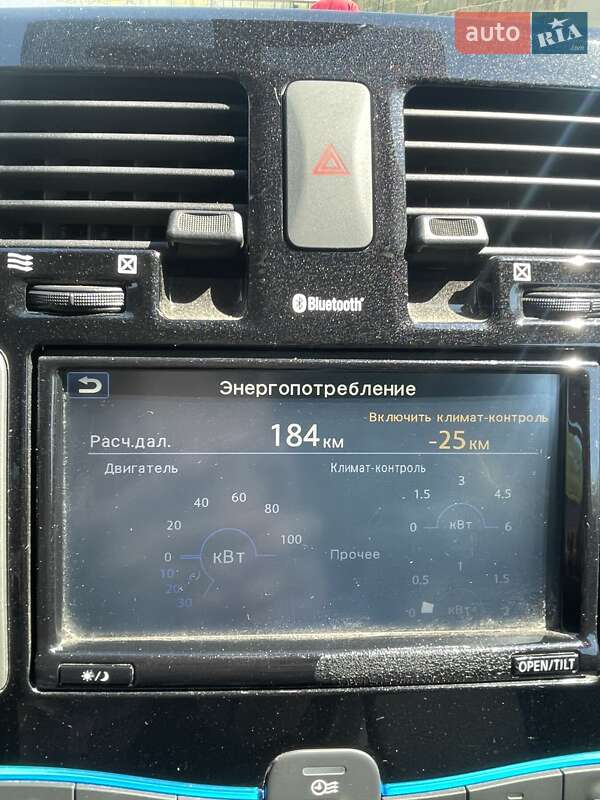 auto RIA.com
Bluetooth
Энергопотребление
Включить климат-контроль
Расч.дал. 184 км -25 км
Двигатель Климат-контроль
0 20 40 60 80 100
кВт
10 20 30
0 1.5 3 4.5 6
кВт
Прочее
0 0.5 1 1.5 2
кВт
OPEN/TILT